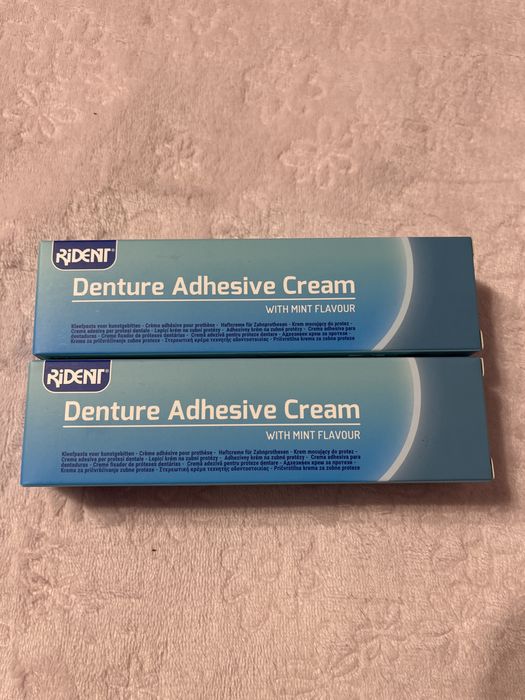 RiDENT®
Denture Adhesive Cream
WITH MINT FLAVOUR
Kleefpasta voor kunstgebitten - Crème adhésive pour prothèse - Haftcreme für Zahnprothesen - Krem mocujący do protez -
Crema adesiva per protesi dentale - Lepicí krém na zubní protézy - Adhezívny krém na zubné protézy - Crema adhesiva para
dentaduras - Creme fixador de próteses dentárias - Cremă adezivă pentru proteze dentare - Адхезивен крем за протези -
Krema za pričvršćivanje zubne proteze - Στερεωτική κρέμα τεχνητής οδοντοστοιχίας - Pričvrstilna krema za zobne proteze
RiDENT®
Denture Adhesive Cream
WITH MINT FLAVOUR
Kleefpasta voor kunstgebitten - Crème adhésive pour prothèse - Haftcreme für Zahnprothesen - Krem mocujący do protez -
Crema adesiva per protesi dentale - Lepicí krém na zubní protézy - Adhezívny krém na zubné protézy - Crema adhesiva para
dentaduras - Creme fixador de próteses dentárias - Cremă adezivă pentru proteze dentare - Адхезивен крем за протези -
Krema za pričvršćivanje zubne proteze - Στερεωτική κρέμα τεχνητής οδοντοστοιχίας - Pričvrstilna krema za zobne proteze